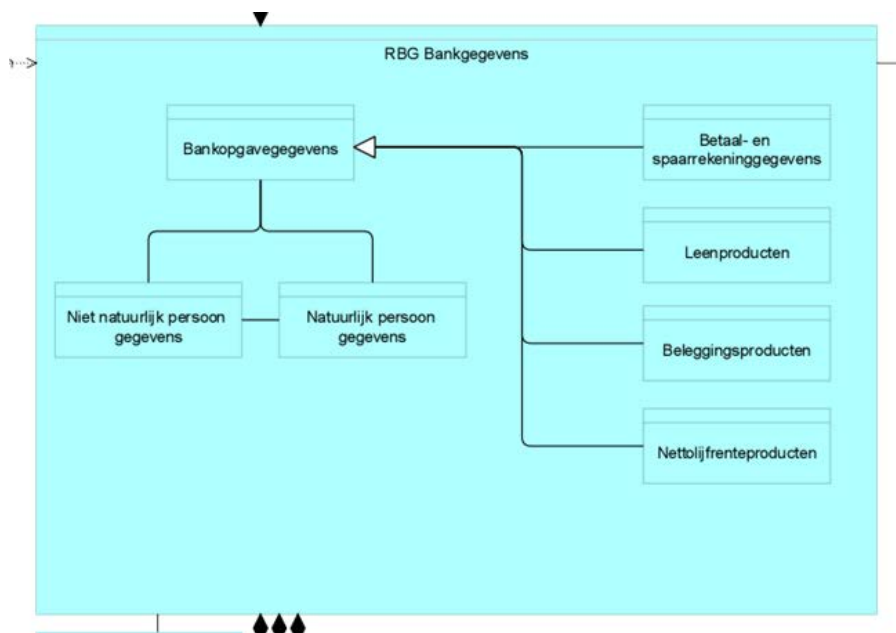 RBG Bankgegevens
Bankopgavegegevens
Betaal- en
spaarrekeninggegevens
Leenproducten
Niet natuurlijk persoon
gegevens
Natuurlijk persoon
gegevens
Beleggingsproducten
Nettolijfrenteproducten